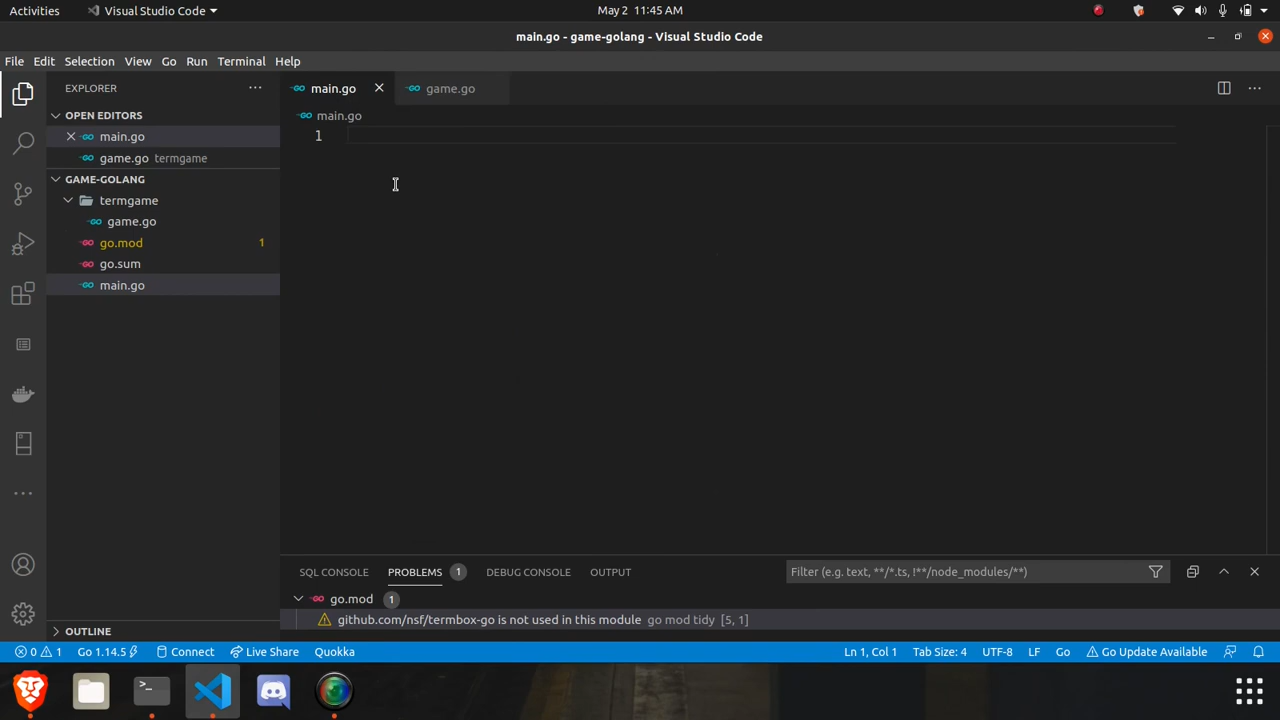 Activities
Visual Studio Code
May 2 11:45 AM
main.go - game-golang - Visual Studio Code
File Edit Selection View Go Run Terminal Help
EXPLORER
main.go
game.go
OPEN EDITORS
main.go
main.go
1
game.go termgame
GAME-GOLANG
termgame
game.go
go.mod 1
go.sum
main.go
SQL CONSOLE
PROBLEMS 1
DEBUG CONSOLE
OUTPUT
Filter (e.g. text, **/*.ts, !**/node_modules/**)
go.mod 1
github.com/nsf/termbox-go is not used in this module go mod tidy [5, 1]
OUTLINE
0 1 Go 1.14.5 Connect Live Share Quokka Ln 1, Col 1 Tab Size: 4 UTF-8 LF Go Go Update Available